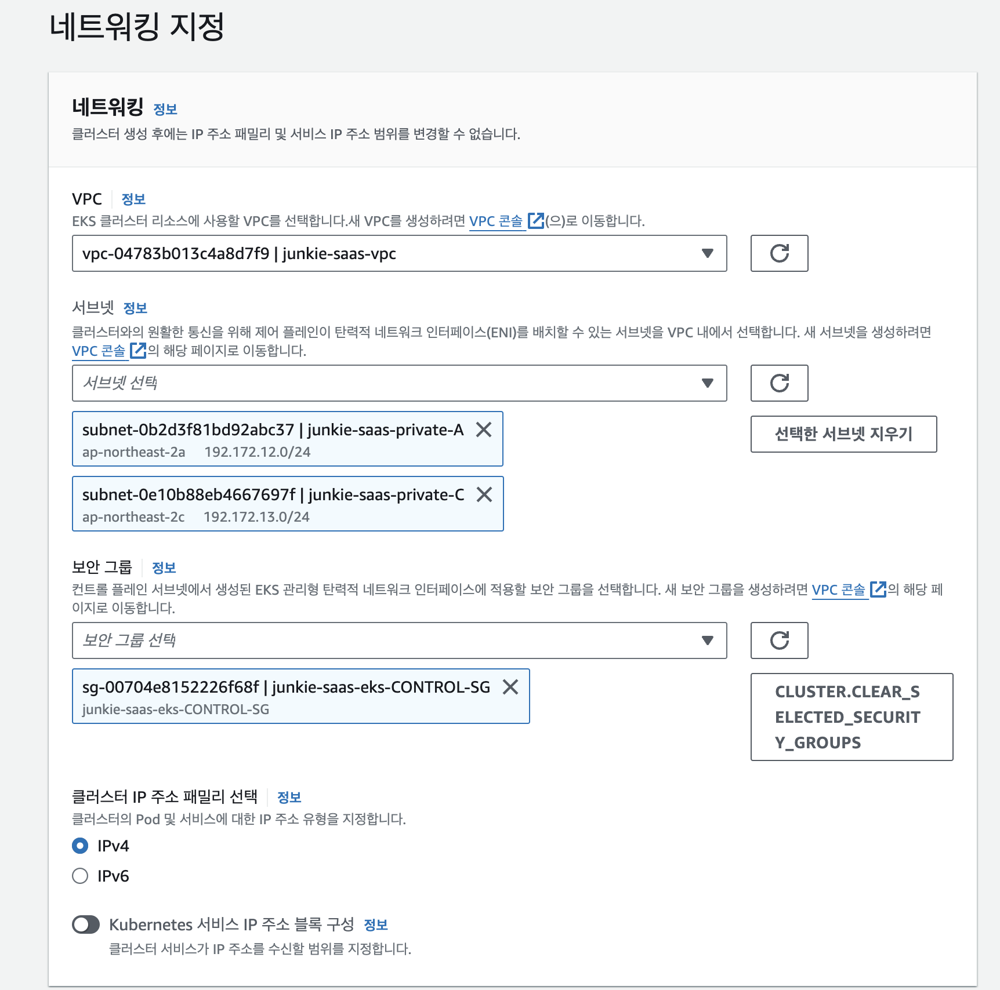 네트워킹 지정
네트워킹 정보
클러스터 생성 후에는 IP 주소 패밀리 및 서비스 IP 주소 범위를 변경할 수 없습니다.
VPC 정보
EKS 클러스터 리소스에 사용할 VPC를 선택합니다.새 VPC를 생성하려면 VPC 콘솔 (으)로 이동합니다.
vpc-04783b013c4a8d7f9 | junkie-saas-vpc
서브넷 정보
클러스터와의 원활한 통신을 위해 제어 플레인이 탄력적 네트워크 인터페이스(ENI)를 배치할 수 있는 서브넷을 VPC 내에서 선택합니다. 새 서브넷을 생성하려면
VPC 콘솔 의 해당 페이지로 이동합니다.
서브넷 선택
subnet-0b2d3f81bd92abc37 | junkie-saas-private-A
ap-northeast-2a 192.172.12.0/24
선택한 서브넷 지우기
subnet-0e10b88eb4667697f | junkie-saas-private-C
ap-northeast-2c 192.172.13.0/24
보안 그룹 정보
컨트롤 플레인 서브넷에서 생성된 EKS 관리형 탄력적 네트워크 인터페이스에 적용할 보안 그룹을 선택합니다. 새 보안 그룹을 생성하려면 VPC 콘솔 의 해당 페
이지로 이동합니다.
보안 그룹 선택
sg-00704e8152226f68f | junkie-saas-eks-CONTROL-SG
junkie-saas-eks-CONTROL-SG
CLUSTER.CLEAR_S
ELECTED_SECURIT
Y_GROUPS
클러스터 IP 주소 패밀리 선택 정보
클러스터의 Pod 및 서비스에 대한 IP 주소 유형을 지정합니다.
IPv4
IPv6
Kubernetes 서비스 IP 주소 블록 구성 정보
클러스터 서비스가 IP 주소를 수신할 범위를 지정합니다.